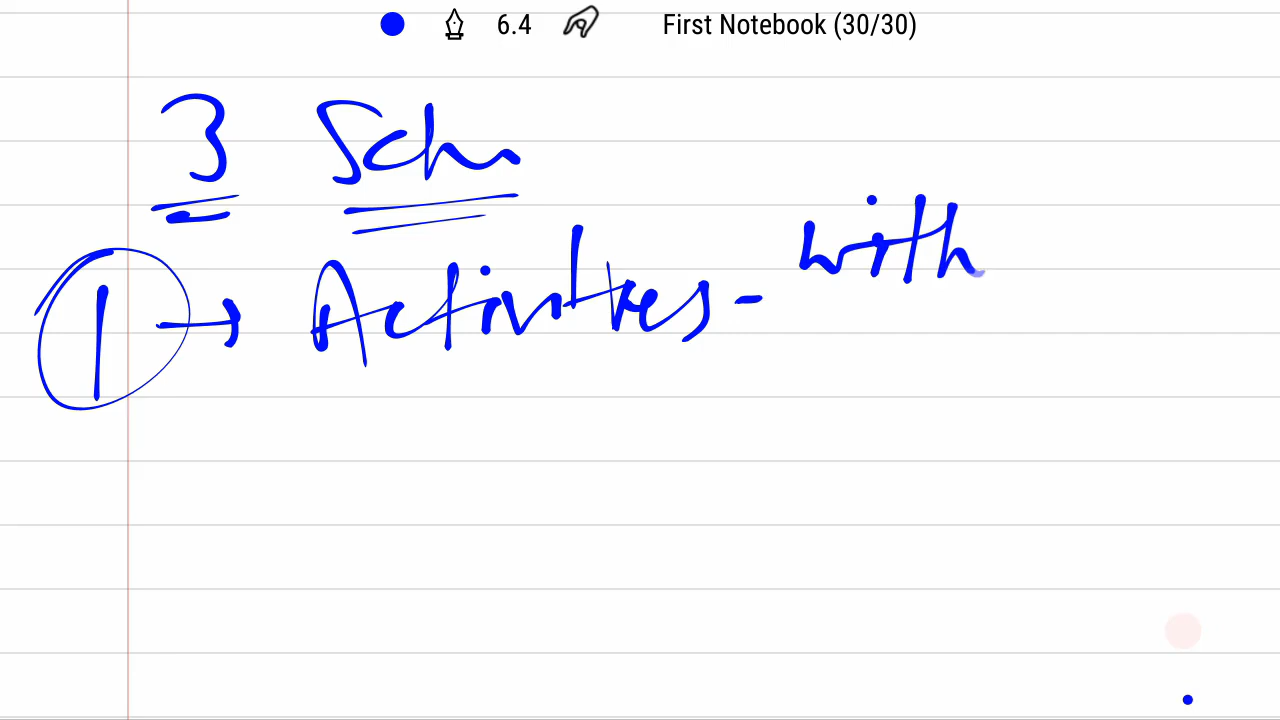 6.4 First Notebook (30/30)
3 Sch
1 → Activities - with